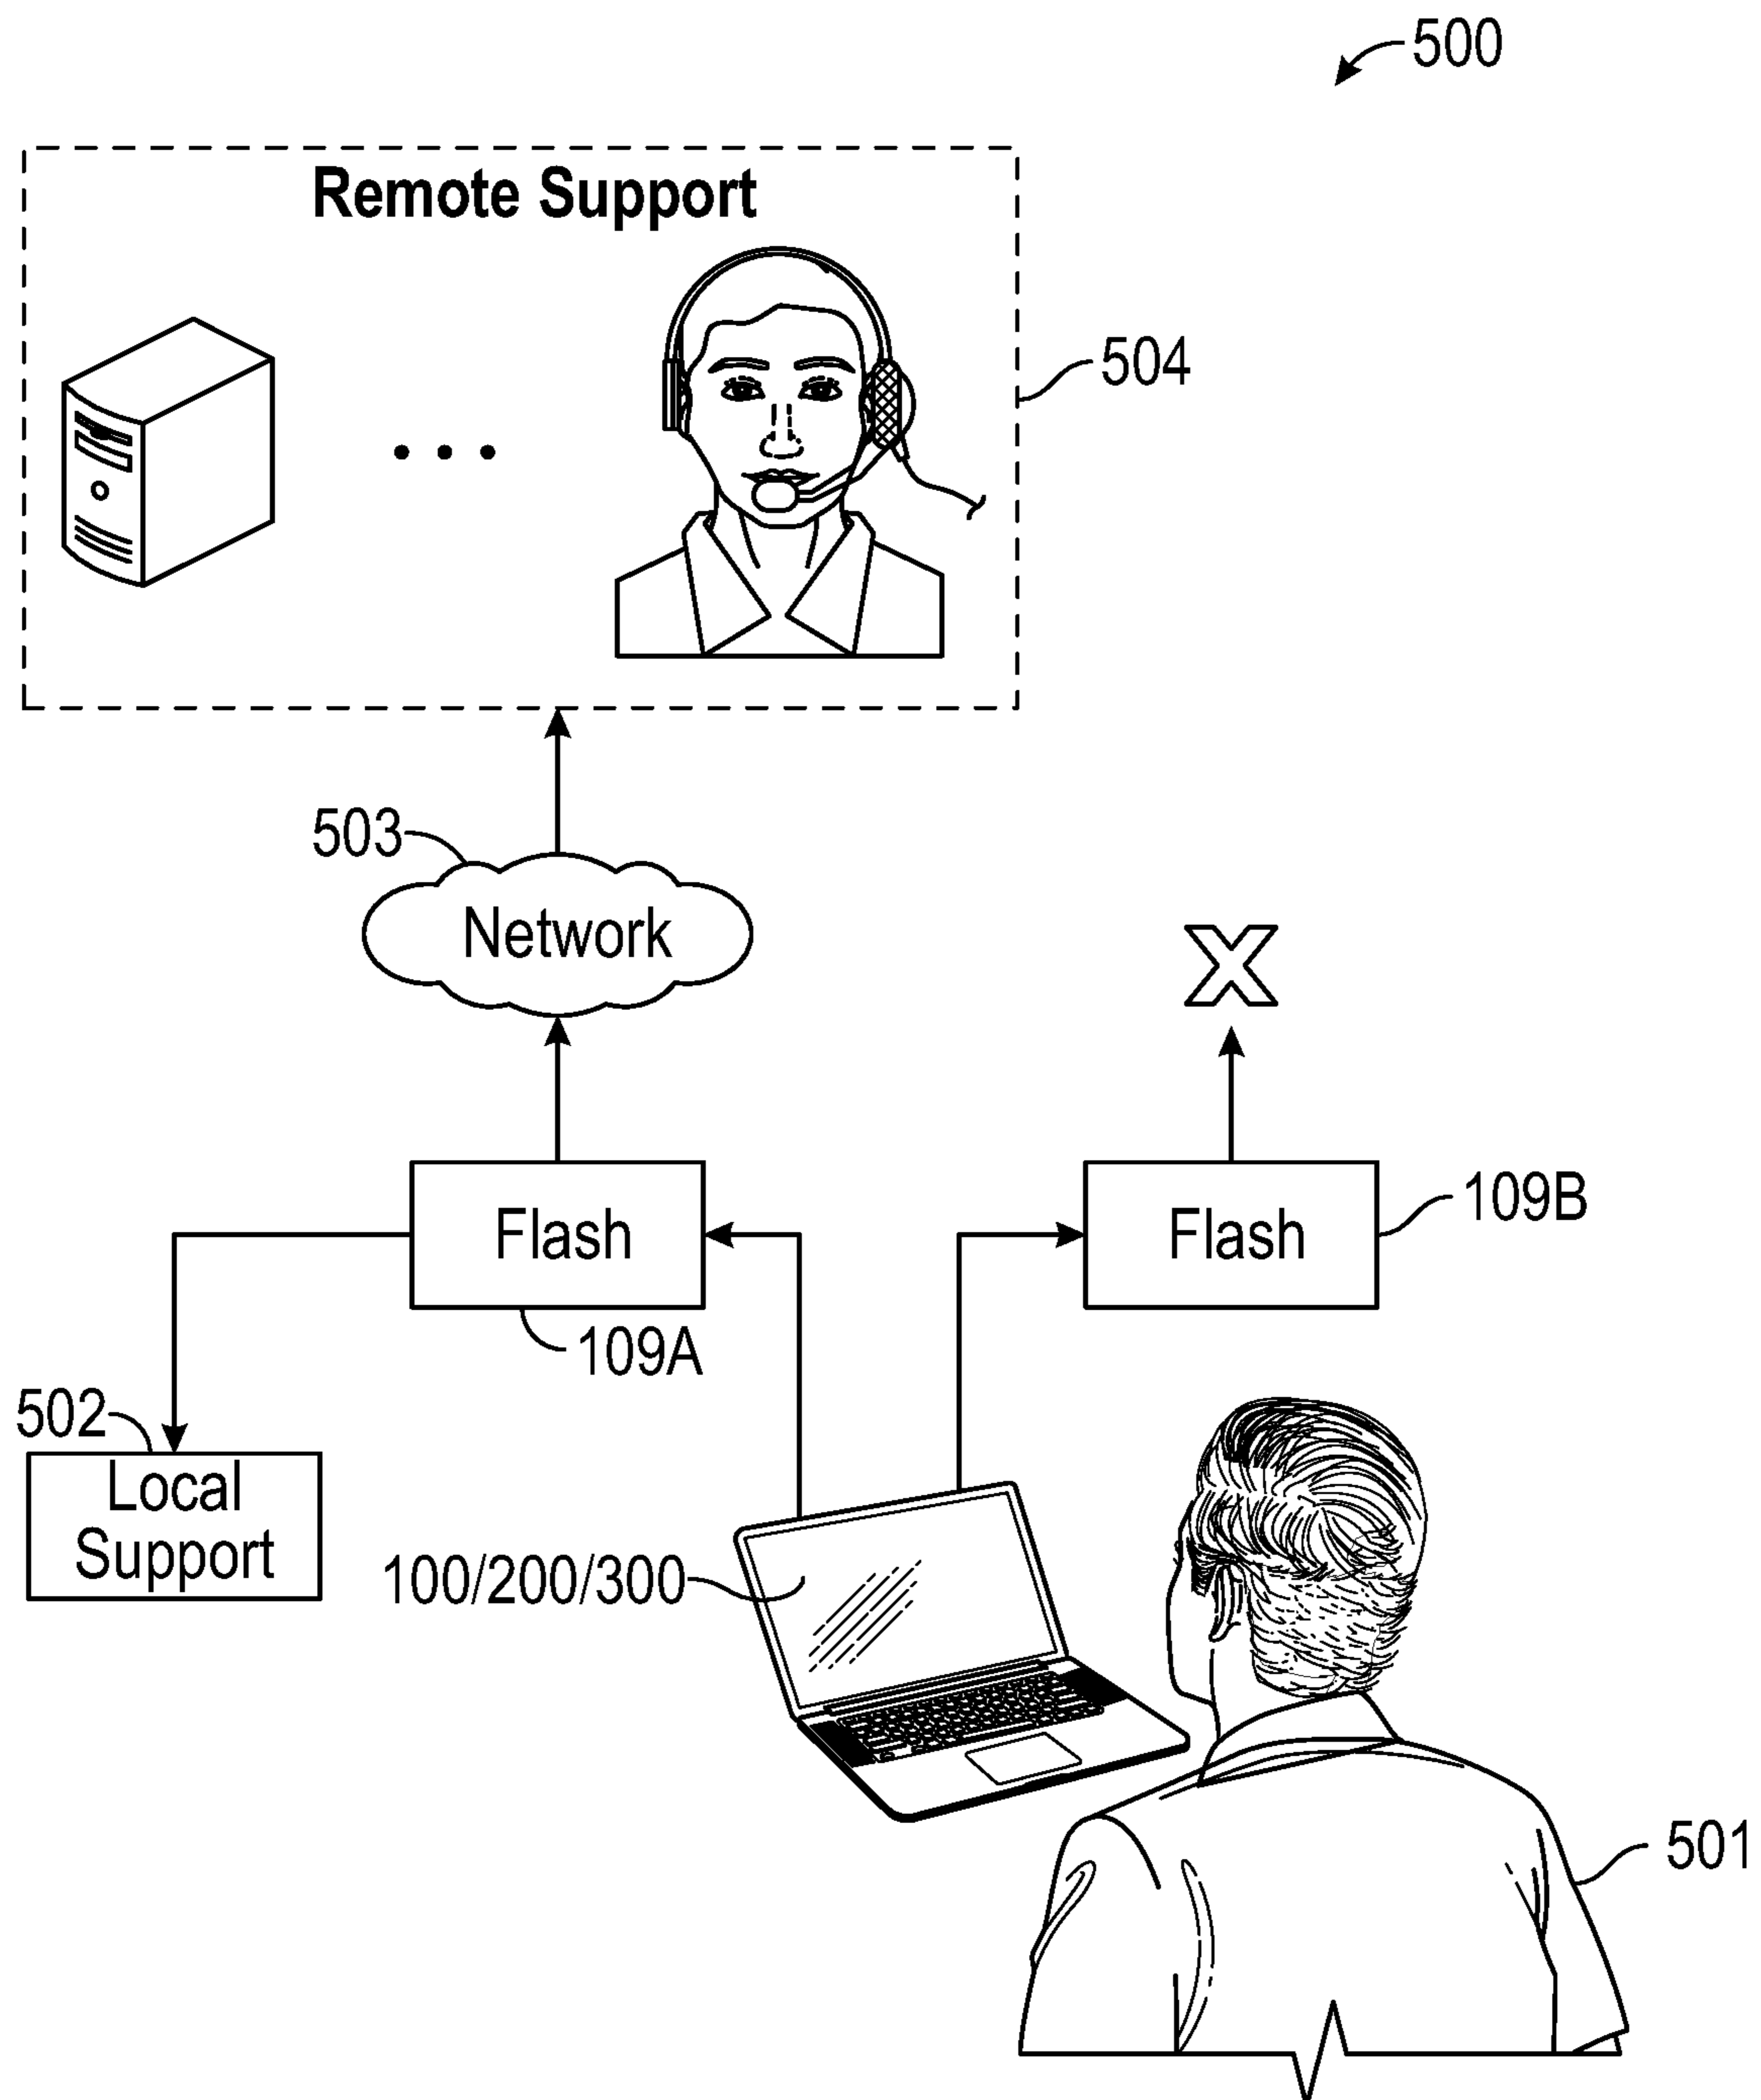 500
Remote Support
504
503
Network
X
Flash
109A
Flash
109B
502
Local
Support
100/200/300
501